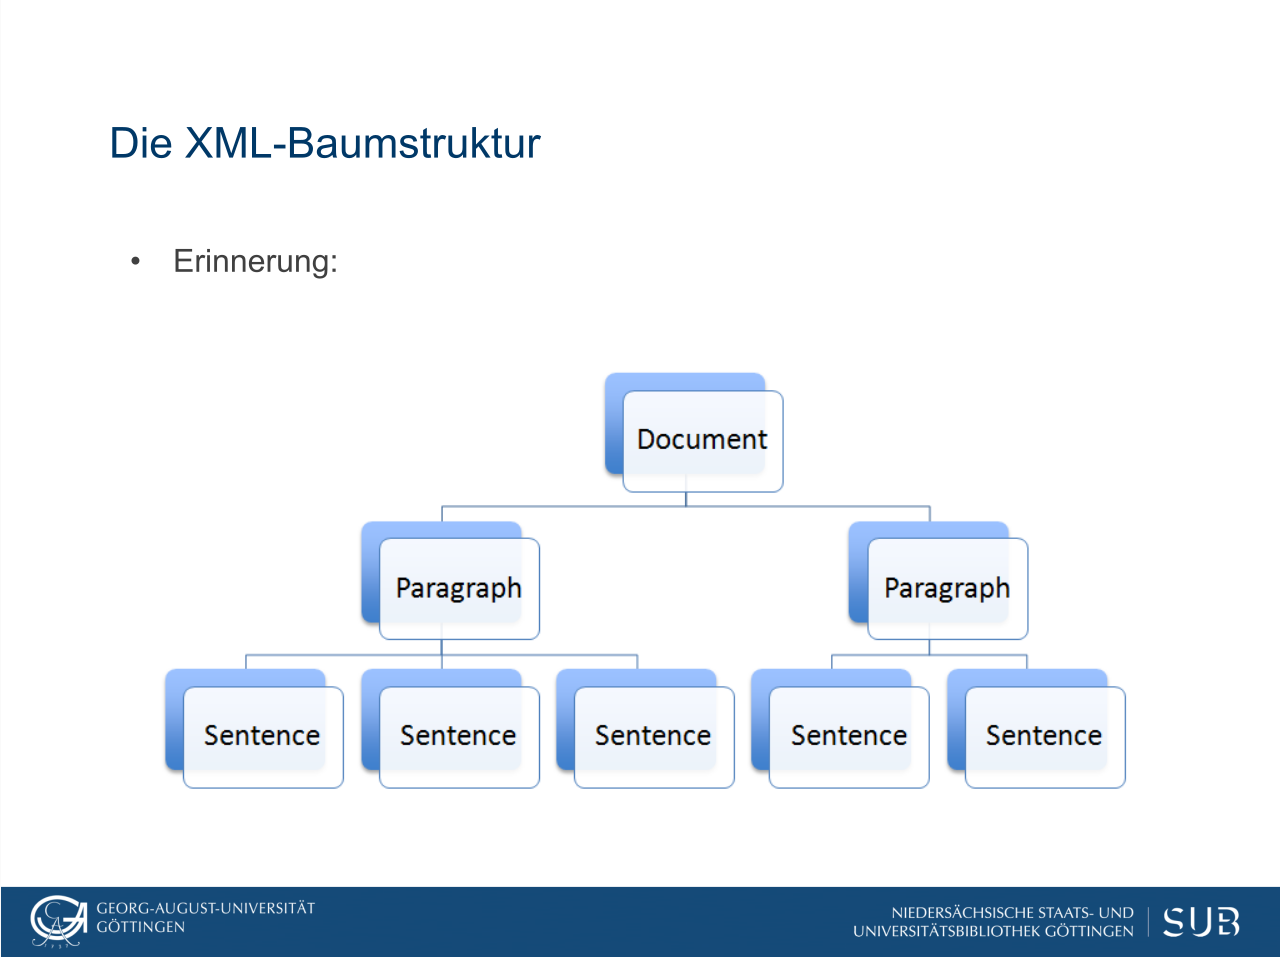 Die XML-Baumstruktur
• Erinnerung:
Document
Paragraph Paragraph
Sentence Sentence Sentence Sentence Sentence
GEORG-AUGUST-UNIVERSITÄT
GÖTTINGEN
NIEDERSÄCHSISCHE STAATS- UND
UNIVERSITÄTSBIBLIOTHEK GÖTTINGEN
SUB